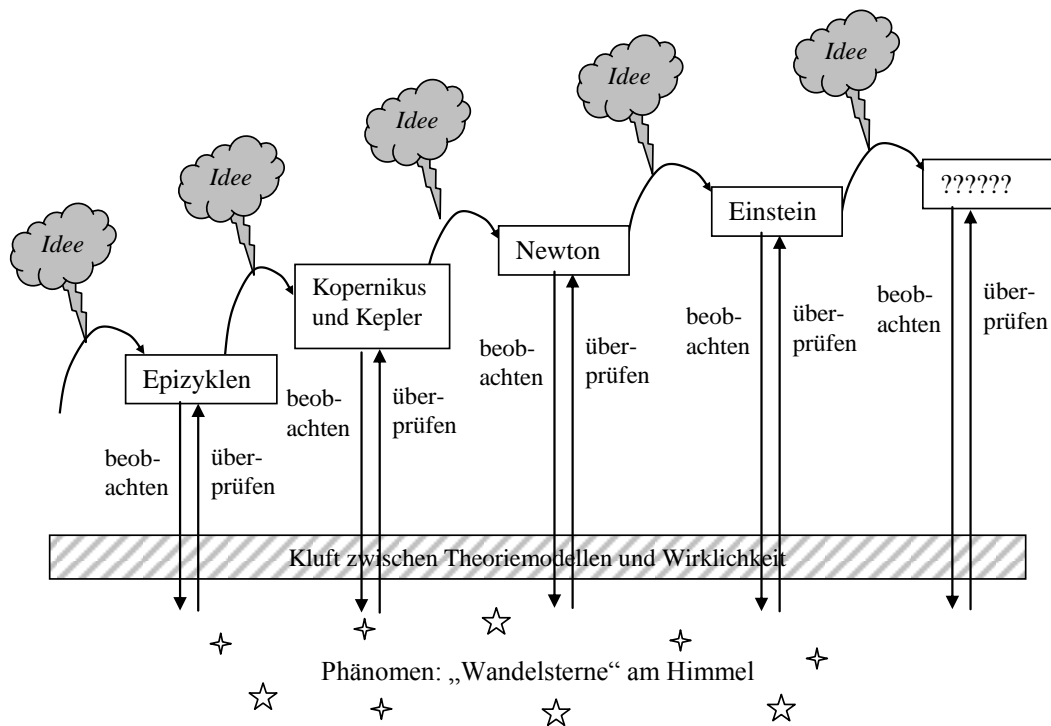 Idee
Idee
Idee
Idee
Idee
??????
Einstein
Newton
Kopernikus
und Kepler
Epizyklen
beob-
achten
über-
prüfen
beob-
achten
über-
prüfen
beob-
achten
über-
prüfen
beob-
achten
über-
prüfen
beob-
achten
über-
prüfen
Kluft zwischen Theoriemodellen und Wirklichkeit
Phänomen: „Wandelsterne“ am Himmel